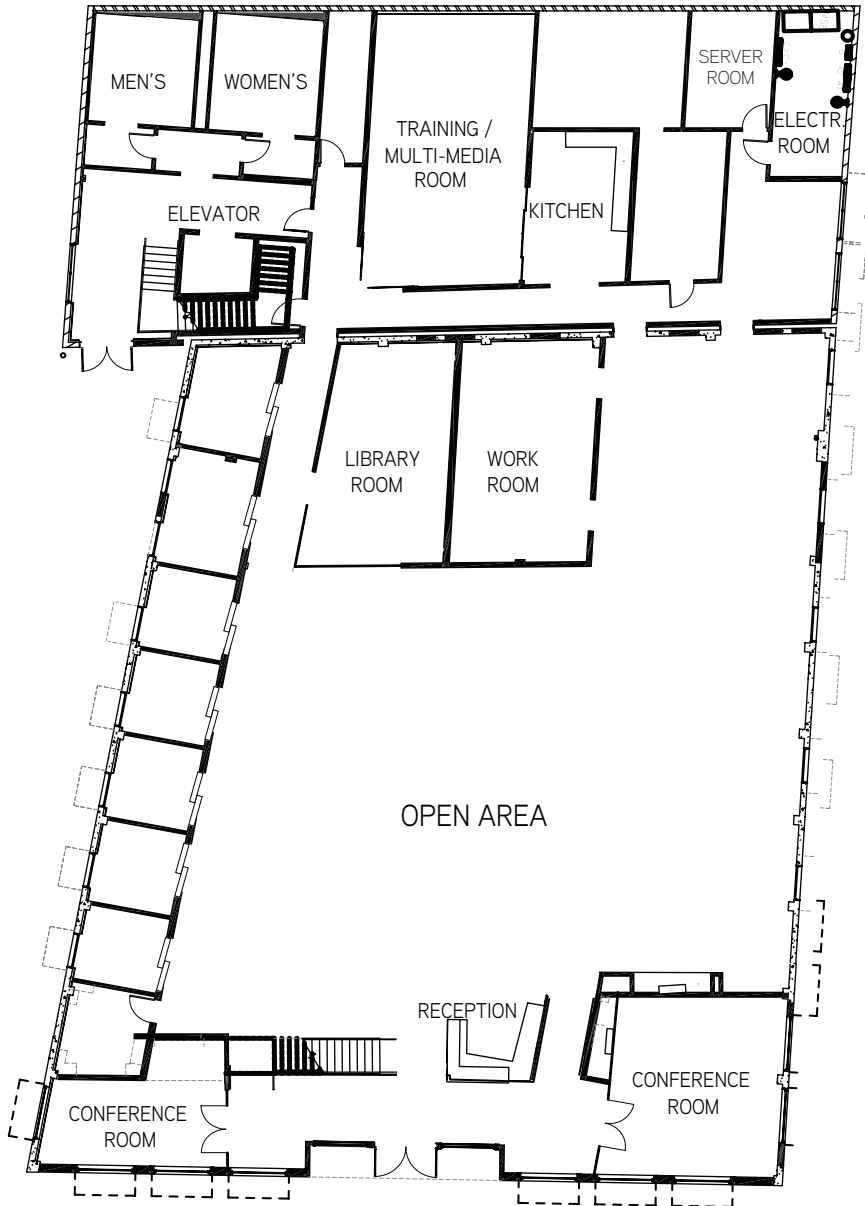 MEN'S
WOMEN'S
TRAINING /
MULTI-MEDIA
ROOM
SERVER
ROOM
ELECTR.
ROOM
ELEVATOR
KITCHEN
LIBRARY
ROOM
WORK
ROOM
OPEN AREA
RECEPTION
CONFERENCE
ROOM
CONFERENCE
ROOM